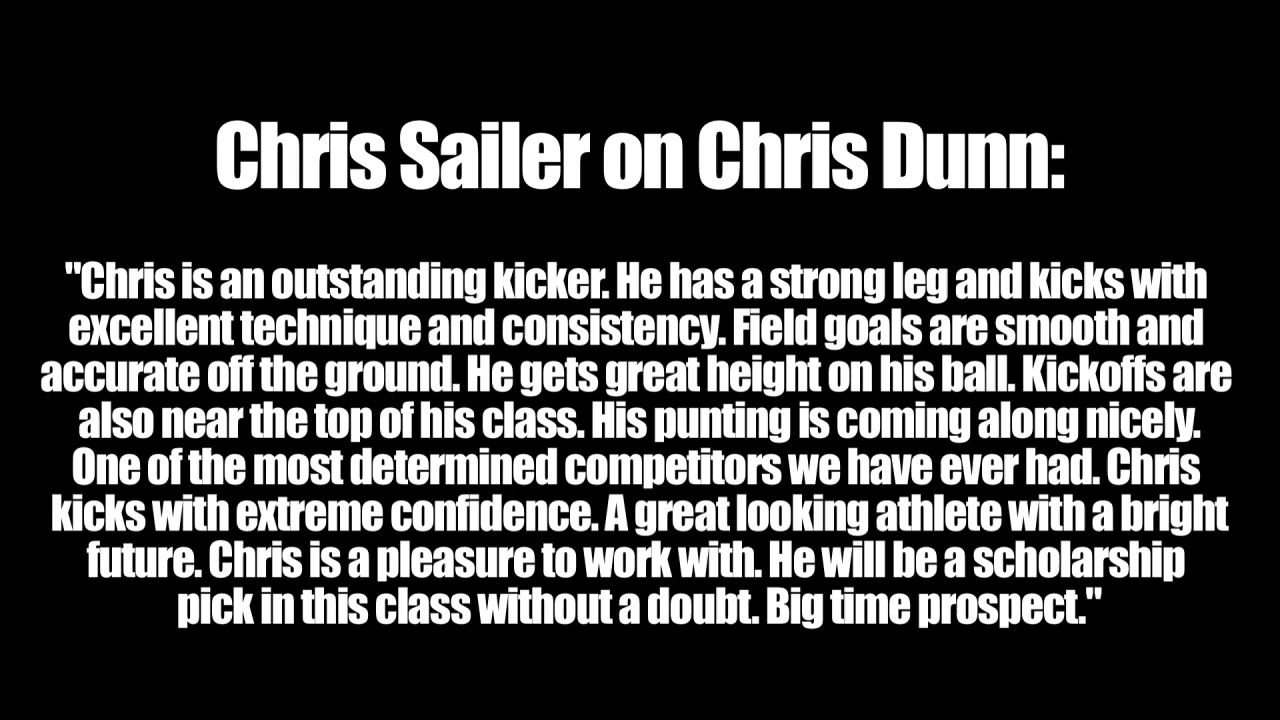 Chris Sailer on Chris Dunn:
"Chris is an outstanding kicker. He has a strong leg and kicks with
excellent technique and consistency. Field goals are smooth and
accurate off the ground. He gets great height on his ball. Kickoffs are
also near the top of his class. His punting is coming along nicely.
One of the most determined competitors we have ever had. Chris
kicks with extreme confidence. A great looking athlete with a bright
future. Chris is a pleasure to work with. He will be a scholarship
pick in this class without a doubt. Big time prospect."